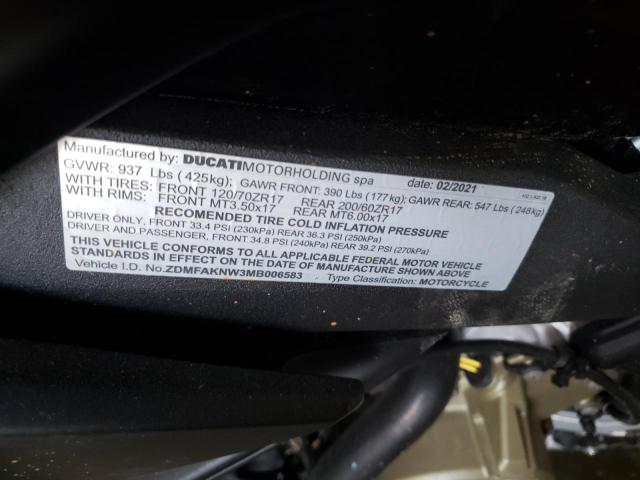 Manufactured by: DUCATIMOTORHOLDING spa date: 02/2021
GVWR: 937 Lbs (425kg); GAWR FRONT: 390 Lbs (177kg); GAWR REAR: 547 Lbs (248kg)
WITH TIRES: FRONT 120/70ZR17 REAR 200/60ZR17
WITH RIMS: FRONT MT3.50x17 REAR MT6.00x17
RECOMENDED TIRE COLD INFLATION PRESSURE
DRIVER ONLY, FRONT 33.4 PSI (230kPa) REAR 36.3 PSI (250kPa)
DRIVER AND PASSENGER, FRONT 34.8 PSI (240kPa) REAR 39.2 PSI (270kPa)
THIS VEHICLE CONFORMS TO ALL APPLICABLE FEDERAL MOTOR VEHICLE
STANDARDS IN EFFECT ON THE DATE OF MANUFACTURE SHOWN ABOVE
Vehicle I.D. No.ZDMFAKNW3MB006583 Type Classification: MOTORCYCLE